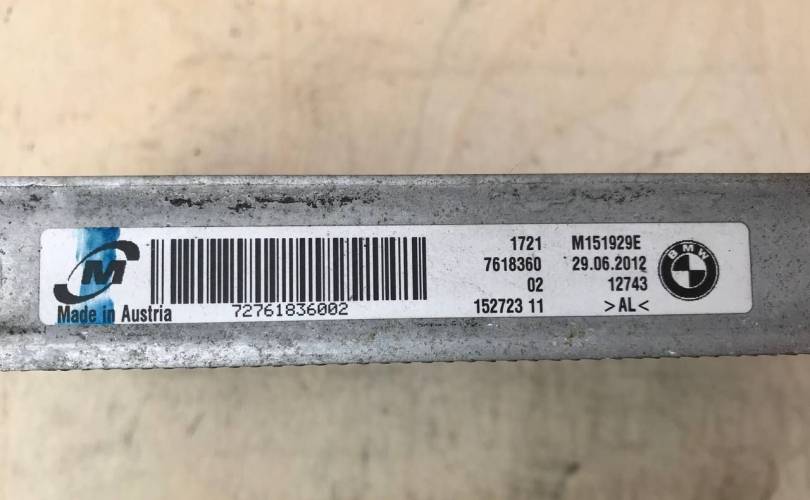 M
Made in Austria
72761836002
1721 M151929E
7618360 29.06.2012
02 12743
152723 11 >AL<
BMW